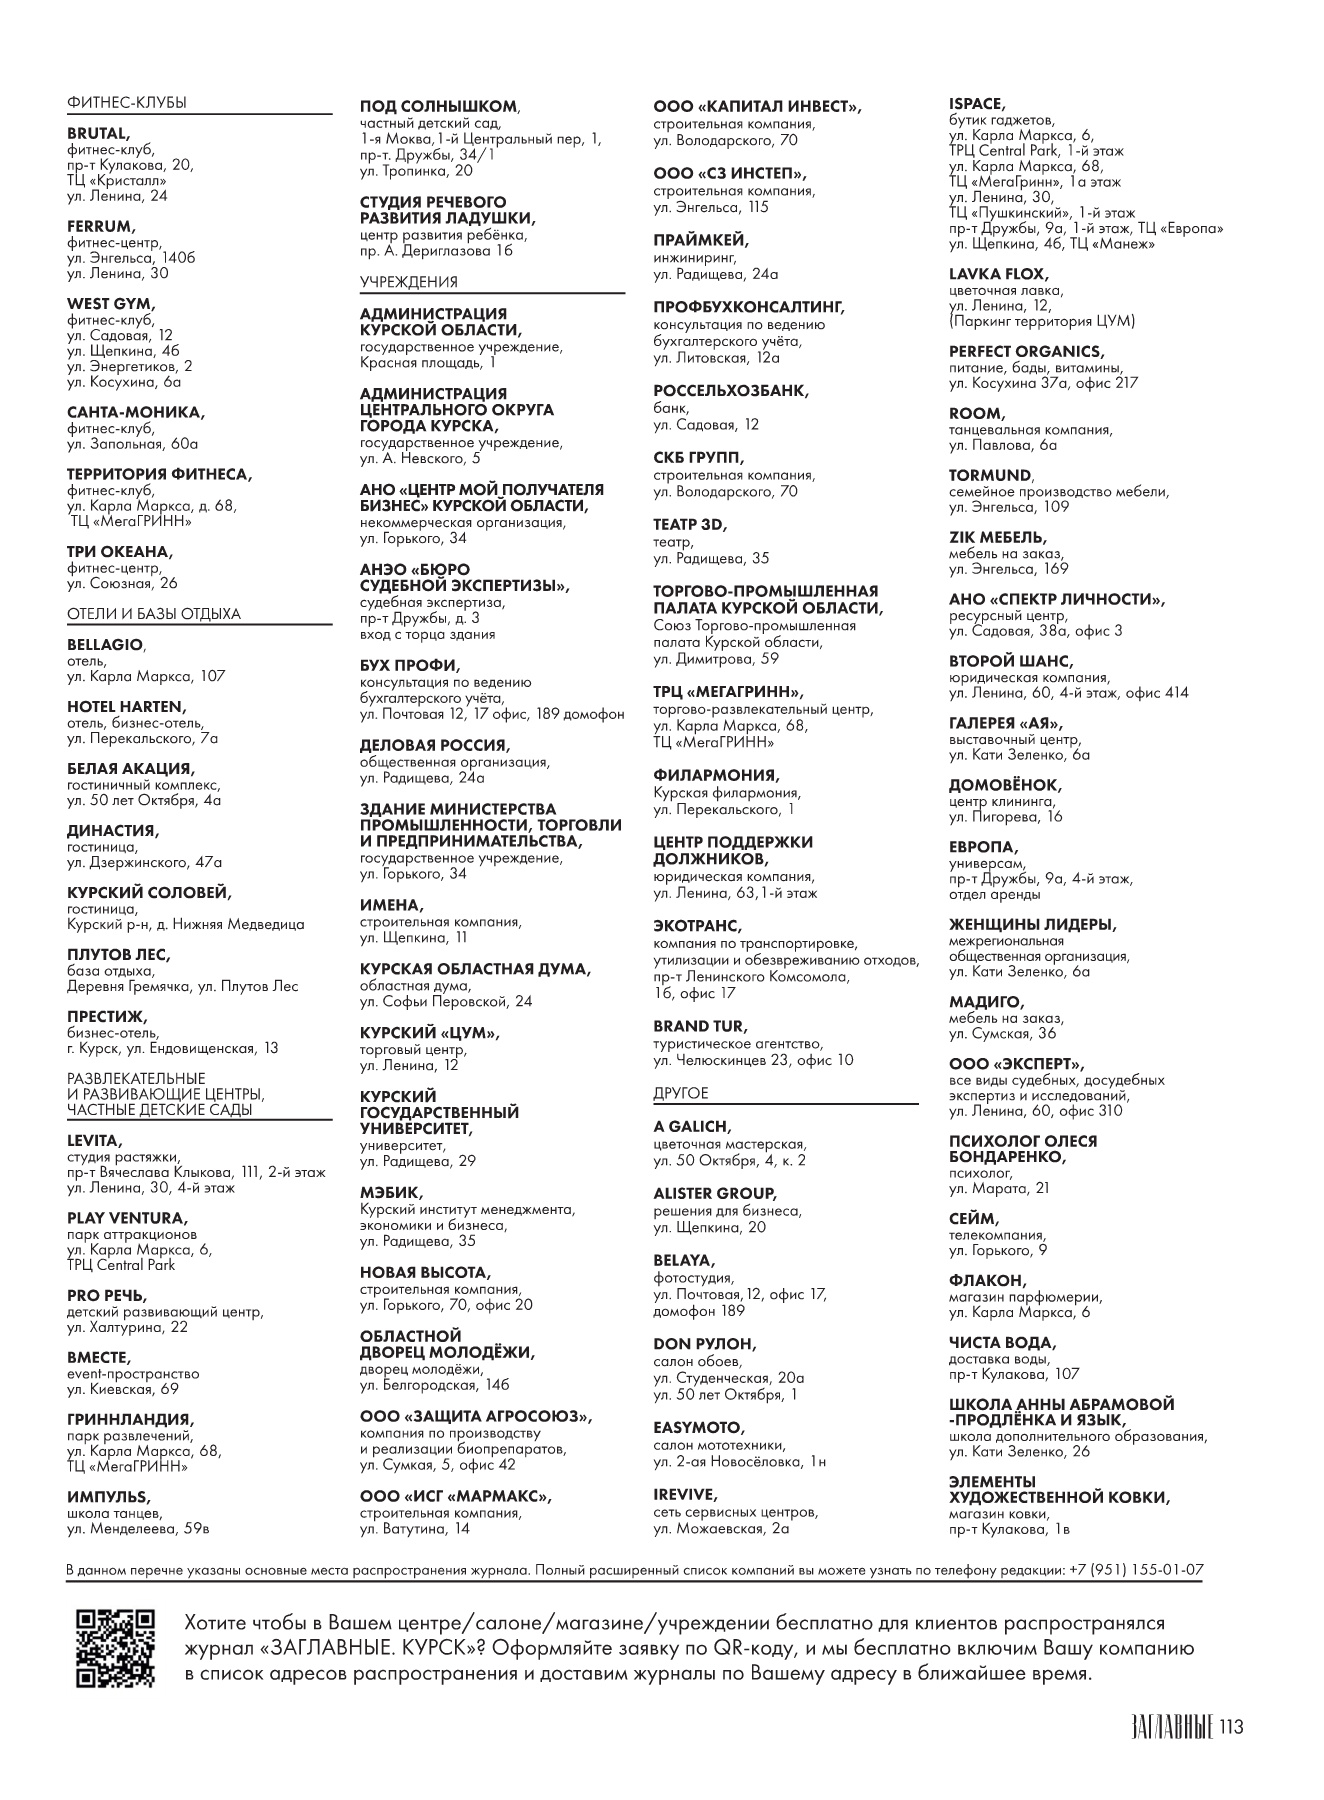 ФИТНЕС-КЛУБЫ
BRUTAL,
фитнес-клуб,
пр-т Кулакова, 20,
ТЦ «Кристалл»
ул. Ленина, 24
FERRUM,
фитнес-центр,
ул. Энгельса, 140б
ул. Ленина, 30
WEST GYM,
фитнес-клуб,
ул. Садовая, 12
ул. Щепкина, 4б
ул. Энергетиков, 2
ул. Косухина, 6а
САНТА-МОНИКА,
фитнес-клуб,
ул. Запольная, 60а
ТЕРРИТОРИЯ ФИТНЕСА,
фитнес-клуб,
ул. Карла Маркса, д. 68,
ТЦ «МегаГРИНН»
ТРИ ОКЕАНА,
фитнес-центр,
ул. Союзная, 26
ОТЕЛИ И БАЗЫ ОТДЫХА
BELLAGIO,
отель,
ул. Карла Маркса, 107
HOTEL HARTEN,
отель, бизнес-отель,
ул. Перекальского, 7а
БЕЛАЯ АКАЦИЯ,
гостиничный комплекс,
ул. 50 лет Октября, 4а
ДИНАСТИЯ,
гостиница,
ул. Дзержинского, 47а
КУРСКИЙ СОЛОВЕЙ,
гостиница,
Курский р-н, д. Нижняя Медведица
ПЛУТОВ ЛЕС,
база отдыха,
Деревня Гремячка, ул. Плутов Лес
ПРЕСТИЖ,
бизнес-отель,
г. Курск, ул. Ендовищенская, 13
РАЗВЛЕКАТЕЛЬНЫЕ
И РАЗВИВАЮЩИЕ ЦЕНТРЫ,
ЧАСТНЫЕ ДЕТСКИЕ САДЫ
LEVITA,
студия растяжки,
пр-т Вячеслава Клыкова, 111, 2-й этаж
ул. Ленина, 30, 4-й этаж
PLAY VENTURA,
парк аттракционов
ул. Карла Маркса, 6,
ТРЦ Central Park
PRO РЕЧЬ,
детский развивающий центр,
ул. Халтурина, 22
ВМЕСТЕ,
event-пространство
ул. Киевская, 69
ГРИННЛАНДИЯ,
парк развлечений,
ул. Карла Маркса, 68,
ТЦ «МегаГРИНН»
ИМПУЛЬS,
школа танцев,
ул. Менделеева, 59в
ПОД СОЛНЫШКОМ,
частный детский сад,
1-я Моква,1-й Центральный пер, 1,
пр-т. Дружбы, 34/1
ул. Тропинка, 20
СТУДИЯ РЕЧЕВОГО
РАЗВИТИЯ ЛАДУШКИ,
центр развития ребёнка,
пр. А. Дериглазова 1б
УЧРЕЖДЕНИЯ
АДМИНИСТРАЦИЯ
КУРСКОЙ ОБЛАСТИ,
государственное учреждение,
Красная площадь, 1
АДМИНИСТРАЦИЯ
ЦЕНТРАЛЬНОГО ОКРУГА
ГОРОДА КУРСКА,
государственное учреждение,
ул. А. Невского, 5
АНО «ЦЕНТР МОЙ ПОЛУЧАТЕЛЯ
БИЗНЕС» КУРСКОЙ ОБЛАСТИ,
некоммерческая организация,
ул. Горького, 34
АНЭО «БЮРО
СУДЕБНОЙ ЭКСПЕРТИЗЫ»,
судебная экспертиза,
пр-т Дружбы, д. 3
вход с торца здания
БУХ ПРОФИ,
консультация по ведению
бухгалтерского учёта,
ул. Почтовая 12, 17 офис, 189 домофон
ДЕЛОВАЯ РОССИЯ,
общественная организация,
ул. Радищева, 24а
ЗДАНИЕ МИНИСТЕРСТВА
ПРОМЫШЛЕННОСТИ, ТОРГОВЛИ
И ПРЕДПРИНИМАТЕЛЬСТВА,
государственное учреждение,
ул. Горького, 34
ИМЕНА,
строительная компания,
ул. Щепкина, 11
КУРСКАЯ ОБЛАСТНАЯ ДУМА,
областная дума,
ул. Софьи Перовской, 24
КУРСКИЙ «ЦУМ»,
торговый центр,
ул. Ленина, 12
КУРСКИЙ
ГОСУДАРСТВЕННЫЙ
УНИВЕРСИТЕТ,
университет,
ул. Радищева, 29
МЭБИК,
Курский институт менеджмента,
экономики и бизнеса,
ул. Радищева, 35
НОВАЯ ВЫСОТА,
строительная компания,
ул. Горького, 70, офис 20
ОБЛАСТНОЙ
ДВОРЕЦ МОЛОДЁЖИ,
дворец молодёжи,
ул. Белгородская, 14б
ООО «ЗАЩИТА АГРОСОЮЗ»,
компания по производству
и реализации биопрепаратов,
ул. Сумкая, 5, офис 42
ООО «ИСГ «МАРМАКС»,
строительная компания,
ул. Ватутина, 14
ООО «КАПИТАЛ ИНВЕСТ»,
строительная компания,
ул. Володарского, 70
ООО «СЗ ИНСТЕП»,
строительная компания,
ул. Энгельса, 115
ПРАЙМКЕЙ,
инжиниринг,
ул. Радищева, 24а
ПРОФБУХКОНСАЛТИНГ,
консультация по ведению
бухгалтерского учёта,
ул. Литовская, 12а
РОССЕЛЬХОЗБАНК,
банк,
ул. Садовая, 12
СКБ ГРУПП,
строительная компания,
ул. Володарского, 70
ТЕАТР 3D,
театр,
ул. Радищева, 35
ТОРГОВО-ПРОМЫШЛЕННАЯ
ПАЛАТА КУРСКОЙ ОБЛАСТИ,
Союз Торгово-промышленная
палата Курской области,
ул. Димитрова, 59
ТРЦ «МЕГАГРИНН»,
торгово-развлекательный центр,
ул. Карла Маркса, 68,
ТЦ «МегаГРИНН»
ФИЛАРМОНИЯ,
Курская филармония,
ул. Перекальского, 1
ЦЕНТР ПОДДЕРЖКИ
ДОЛЖНИКОВ,
юридическая компания,
ул. Ленина, 63,1-й этаж
ЭКОТРАНС,
компания по транспортировке,
утилизации и обезвреживанию отходов,
пр-т Ленинского Комсомола,
1б, офис 17
BRAND TUR,
туристическое агентство,
ул. Челюскинцев 23, офис 10
ДРУГОЕ
A GALICH,
цветочная мастерская,
ул. 50 Октября, 4, к. 2
ALISTER GROUP,
решения для бизнеса,
ул. Щепкина, 20
BELAYA,
фотостудия,
ул. Почтовая,12, офис 17,
домофон 189
DON РУЛОН,
салон обоев,
ул. Студенческая, 20а
ул. 50 лет Октября, 1
EASYMOTO,
салон мототехники,
ул. 2-ая Новосёловка, 1н
IREVIVE,
сеть сервисных центров,
ул. Можаевская, 2а
ISPACE,
бутик гаджетов,
ул. Карла Маркса, 6,
ТРЦ Central Park, 1-й этаж
ул. Карла Маркса, 68,
ТЦ «МегаГринн», 1а этаж
ул. Ленина, 30,
ТЦ «Пушкинский», 1-й этаж
пр-т Дружбы, 9а, 1-й этаж, ТЦ «Европа»
ул. Щепкина, 4б, ТЦ «Манеж»
LAVKA FLOX,
цветочная лавка,
ул. Ленина, 12,
(Паркинг территория ЦУМ)
PERFECT ORGANICS,
питание, бады, витамины,
ул. Косухина 37а, офис 217
ROOM,
танцевальная компания,
ул. Павлова, 6а
TORMUND,
семейное производство мебели,
ул. Энгельса, 109
ZIK МЕБЕЛЬ,
мебель на заказ,
ул. Энгельса, 169
АНО «СПЕКТР ЛИЧНОСТИ»,
ресурсный центр,
ул. Садовая, 38а, офис 3
ВТОРОЙ ШАНС,
юридическая компания,
ул. Ленина, 60, 4-й этаж, офис 414
ГАЛЕРЕЯ «АЯ»,
выставочный центр,
ул. Кати Зеленко, 6а
ДОМОВЁНОК,
центр клининга,
ул. Пигорева, 16
ЕВРОПА,
универсам,
пр-т Дружбы, 9а, 4-й этаж,
отдел аренды
ЖЕНЩИНЫ ЛИДЕРЫ,
межрегиональная
общественная организация,
ул. Кати Зеленко, 6а
МАДИГО,
мебель на заказ,
ул. Сумская, 36
ООО «ЭКСПЕРТ»,
все виды судебных, досудебных
экспертиз и исследований,
ул. Ленина, 60, офис 310
ПСИХОЛОГ ОЛЕСЯ
БОНДАРЕНКО,
психолог,
ул. Марата, 21
СЕЙМ,
телекомпания,
ул. Горького, 9
ФЛАКОН,
магазин парфюмерии,
ул. Карла Маркса, 6
ЧИСТА ВОДА,
доставка воды,
пр-т Кулакова, 107
ШКОЛА АННЫ АБРАМОВОЙ
-ПРОДЛЁНКА И ЯЗЫК,
школа дополнительного образования,
ул. Кати Зеленко, 26
ЭЛЕМЕНТЫ
ХУДОЖЕСТВЕННОЙ КОВКИ,
магазин ковки,
пр-т Кулакова, 1в
В данном перечне указаны основные места распространения журнала. Полный расширенный список компаний вы можете узнать по телефону редакции: +7 (951) 155-01-07
Хотите чтобы в Вашем центре/салоне/магазине/учреждении бесплатно для клиентов распространялся
журнал «ЗАГЛАВНЫЕ. КУРСК»? Оформляйте заявку по QR-коду, и мы бесплатно включим Вашу компанию
в список адресов распространения и доставим журналы по Вашему адресу в ближайшее время.
ЗАГЛАВНЫЕ 113